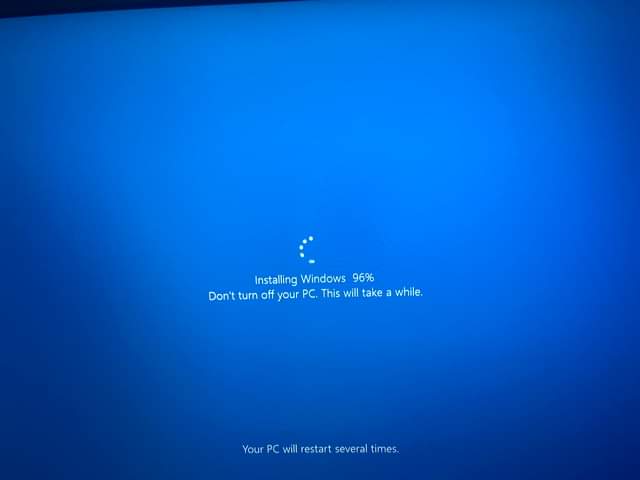 Installing Windows  96%
Don't turn off your PC. This will take a while.
Your PC will restart several times.